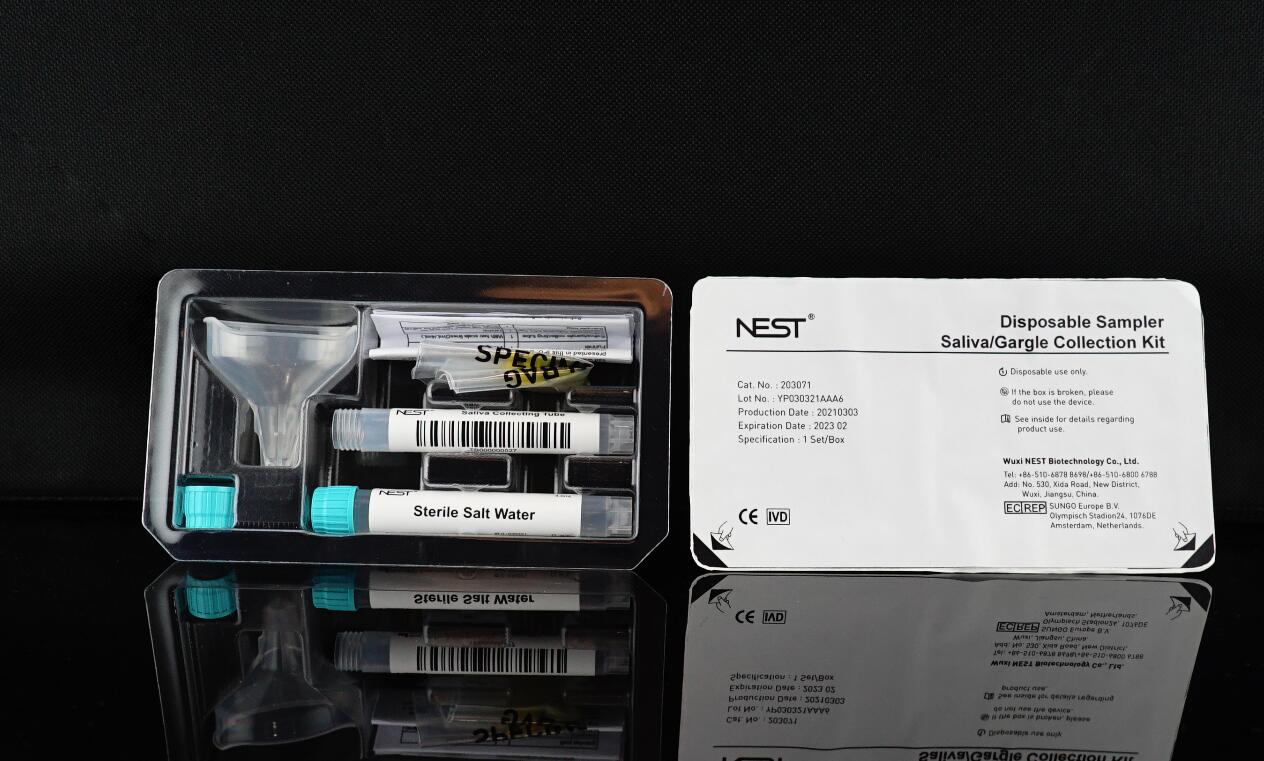 SPECIM
GAR
NEST
Saliva Collecting Tube
NEST
Sterile Salt Water
NEST®
Disposable Sampler
Saliva/Gargle Collection Kit
Cat. No. : 203071
Lot No. : YP030321AAA6
Production Date : 20210303
Expiration Date : 2023 02
Specification : 1 Set/Box
Disposable use only.
If the box is broken, please
do not use the device.
See inside for details regarding
product use.
Wuxi NEST Biotechnology Co., Ltd.
Tel: +86-510-6878 8698/+86-510-6800 6788
Add: No. 530, Xida Road, New District,
Wuxi, Jiangsu, China.
EC REP SUNGO Europe B.V.
Olympisch Stadion24, 1076DE
Amsterdam, Netherlands.
CE IVD